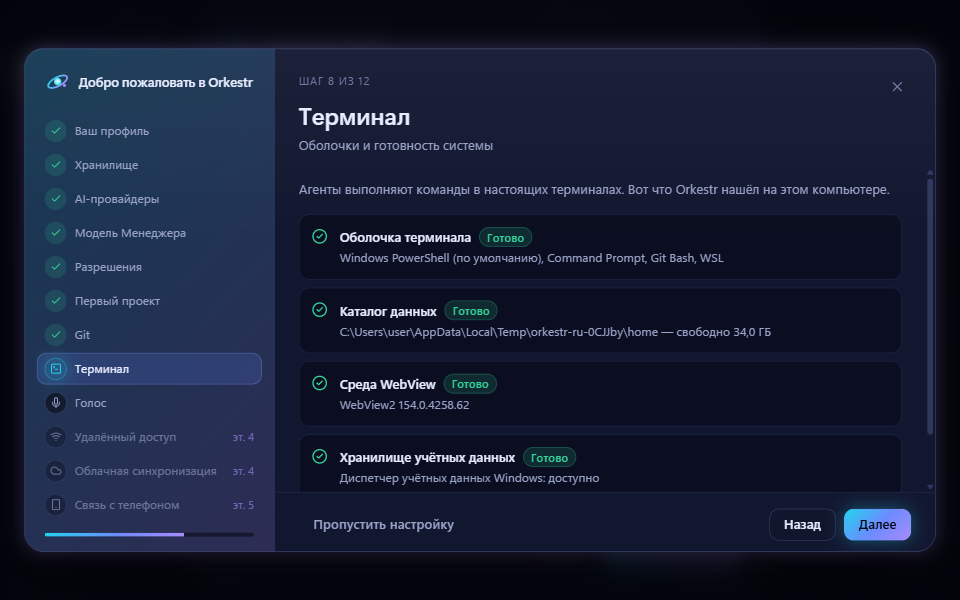 Добро пожаловать в Orkestr
Ваш профиль
Хранилище
AI-провайдеры
Модель Менеджера
Разрешения
Первый проект
Git
Терминал
Голос
Удалённый доступ эт. 4
Облачная синхронизация эт. 4
Связь с телефоном эт. 5
ШАГ 8 ИЗ 12
Терминал
Оболочки и готовность системы
Агенты выполняют команды в настоящих терминалах. Вот что Orkestr нашёл на этом компьютере.
Оболочка терминала Готово
Windows PowerShell (по умолчанию), Command Prompt, Git Bash, WSL
Каталог данных Готово
C:\Users\user\AppData\Local\Temp\orkestr-ru-0CJJby\home — свободно 34,0 ГБ
Среда WebView Готово
WebView2 154.0.4258.62
Хранилище учётных данных Готово
Диспетчер учётных данных Windows: доступно
Пропустить настройку
Назад
Далее